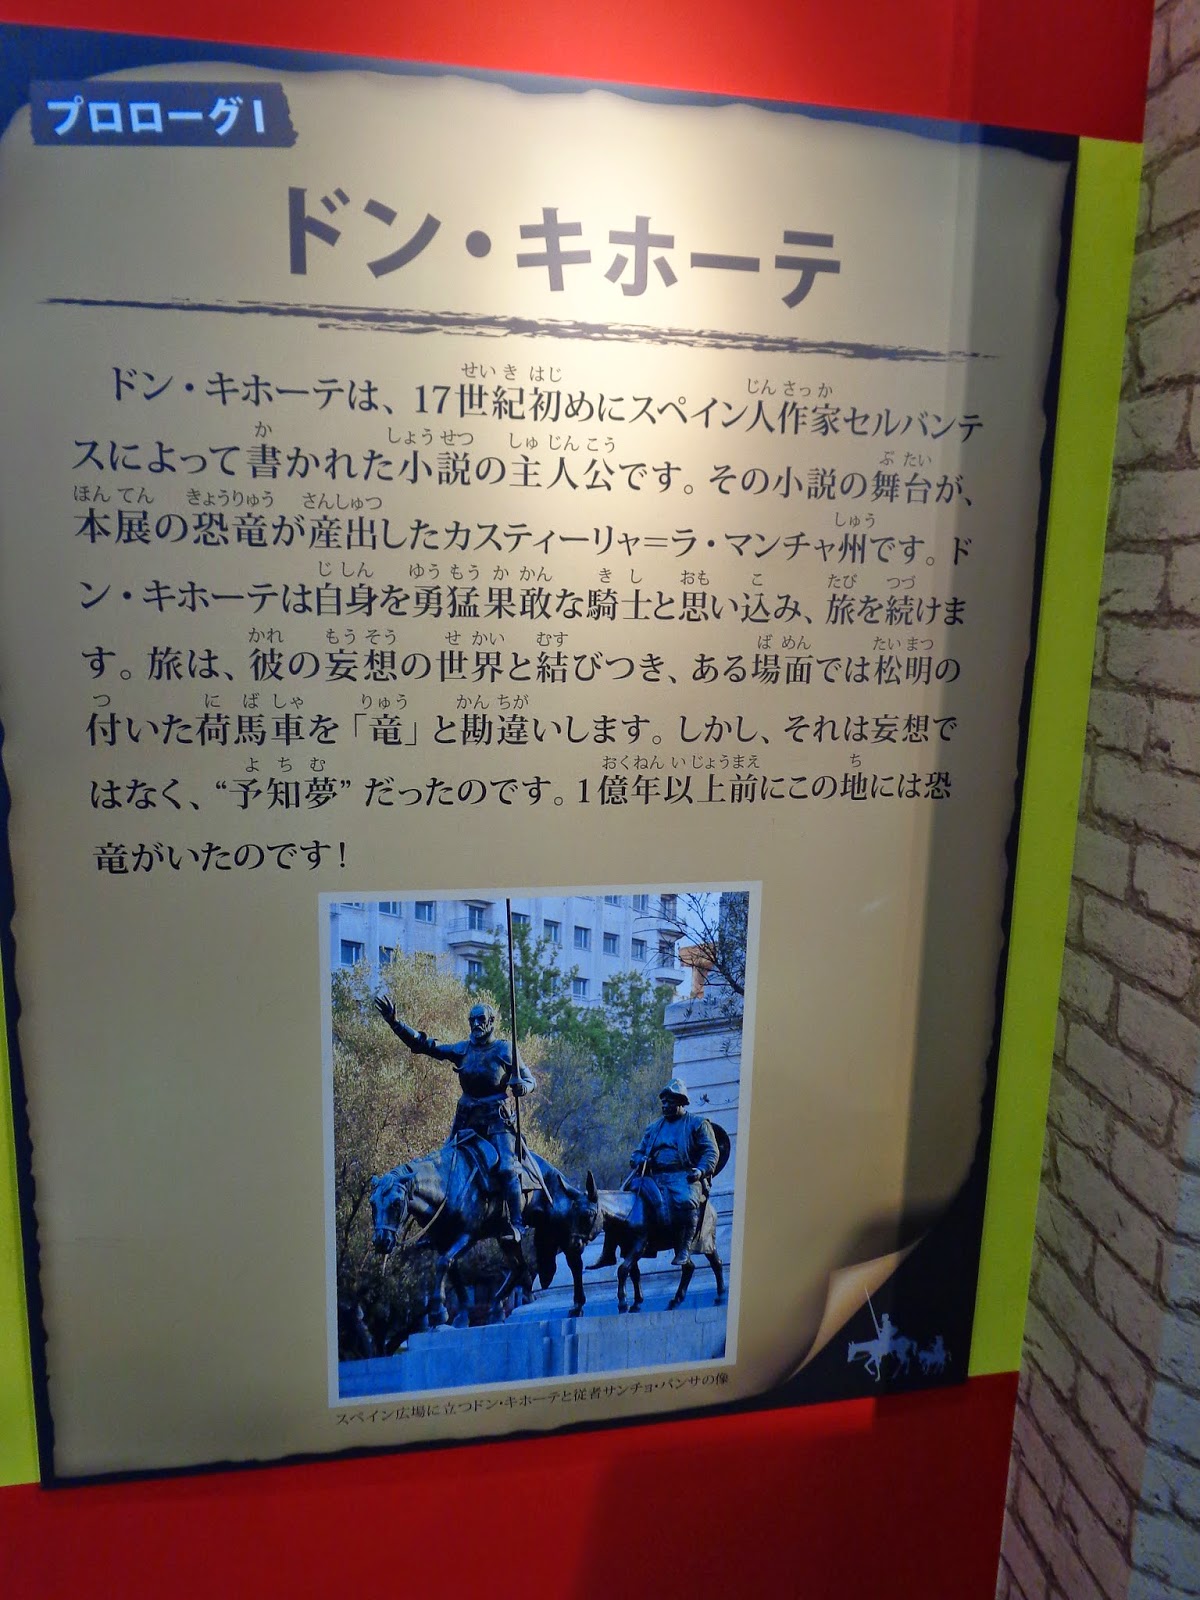 プロローグ I
ドン・キホーテ
ドン・キホーテは、17世紀初めにスペイン人作家セルバンテ
スによって書かれた小説の主人公です。その小説の舞台が、
本展の恐竜が産出したカスティーリャ=ラ・マンチャ州です。ド
ン・キホーテは自身を勇猛果敢な騎士と思い込み、旅を続けま
す。旅は、彼の妄想の世界と結びつき、ある場面では松明の
付いた荷馬車を「竜」と勘違いします。しかし、それは妄想で
はなく、“予知夢”だったのです。1億年以上前にこの地には恐
竜がいたのです!
スペイン広場に立つドン・キホーテと従者サンチョ・パンサの像